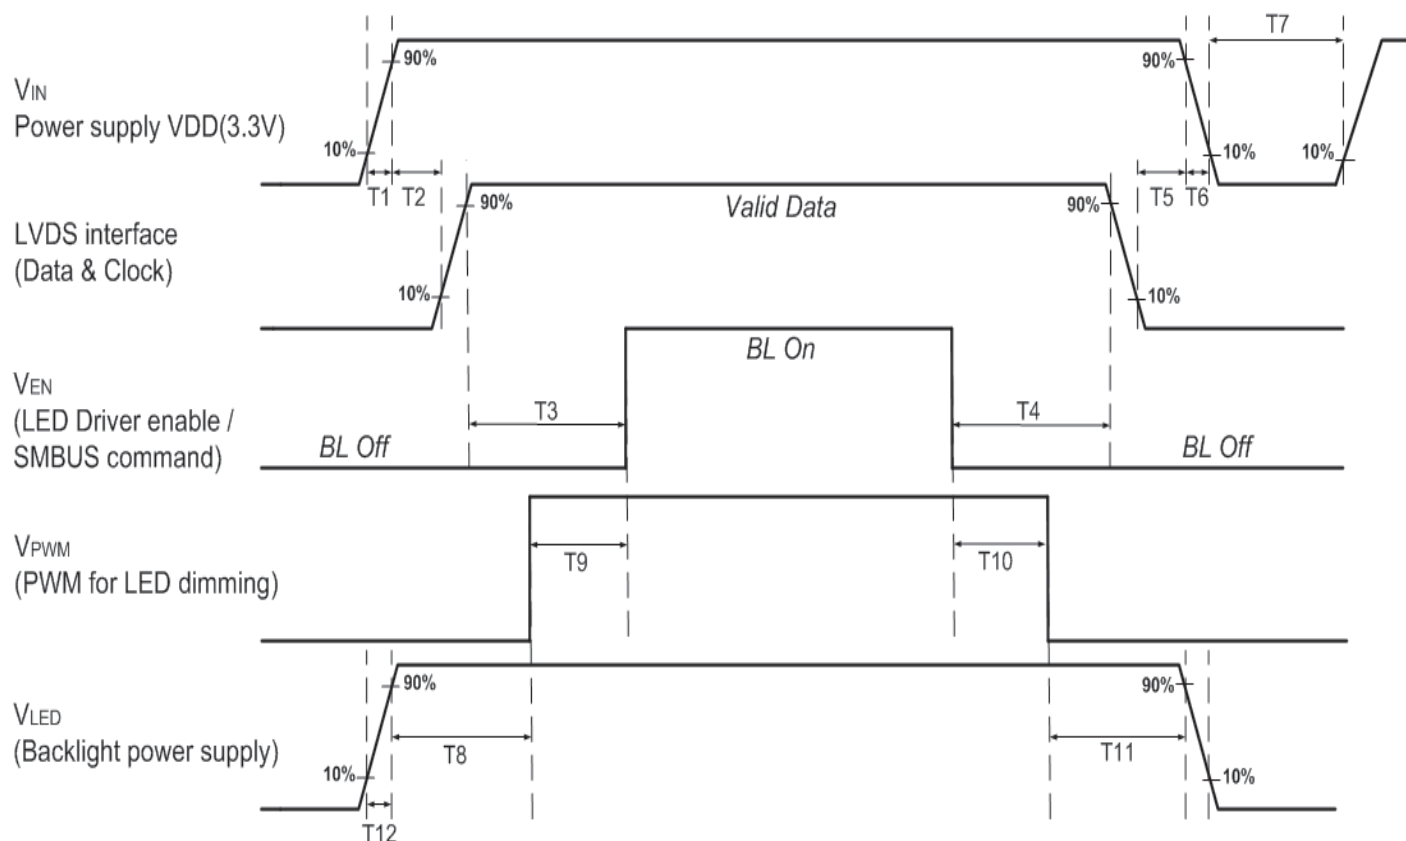 T7
90%
90%
VIN
Power supply VDD(3.3V)
10%
10%
10%
T1
T2
T5
T6
90%
Valid Data
90%
LVDS interface
(Data & Clock)
10%
10%
BL On
VEN
(LED Driver enable /
SMBUS command)
T3
T4
BL Off
BL Off
VPWM
(PWM for LED dimming)
T9
T10
90%
90%
VLED
(Backlight power supply)
T8
T11
10%
10%
T12